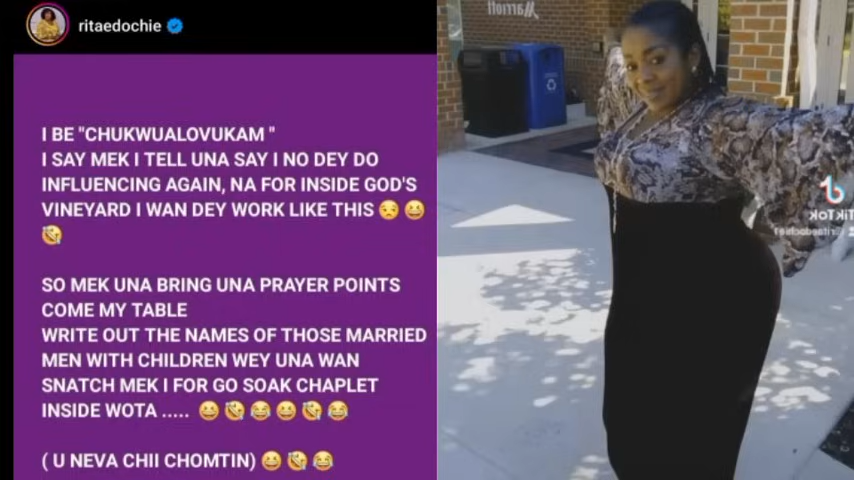 ritaedochie
I BE "CHUKWUALOVUKAM "
I SAY MEK I TELL UNA SAY I NO DEY DO
INFLUENCING AGAIN, NA FOR INSIDE GOD'S
VINEYARD I WAN DEY WORK LIKE THIS 😒😆
🤣
SO MEK UNA BRING UNA PRAYER POINTS
COME MY TABLE
WRITE OUT THE NAMES OF THOSE MARRIED
MEN WITH CHILDREN WEY UNA WAN
SNATCH MEK I FOR GO SOAK CHAPLET
INSIDE WOTA ..... 😀🤣😂😀🤣😂
( U NEVA CHII CHOMTIN) 😀🤣😂
Marriott
TikTok
@ritaedochie1